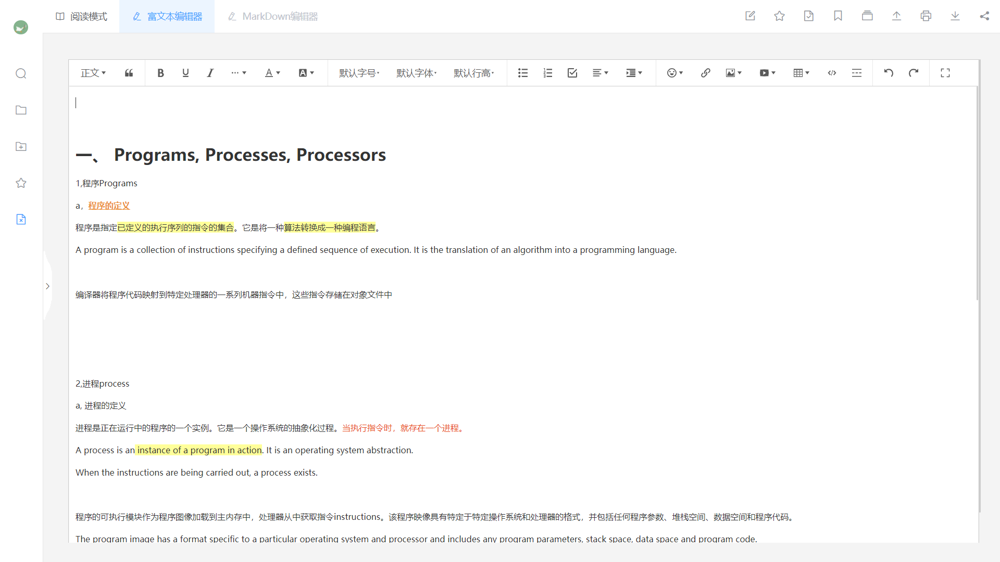 阅读模式 富文本编辑器 MarkDown编辑器
正文 默认字号 默认字体 默认行高
一、 Programs, Processes, Processors
1,程序Programs
a，程序的定义
程序是指定已定义的执行序列的指令的集合。它是将一种算法转换成一种编程语言。
A program is a collection of instructions specifying a defined sequence of execution. It is the translation of an algorithm into a programming language.
编译器将程序代码映射到特定处理器的一系列机器指令中，这些指令存储在对象文件中
2,进程process
a, 进程的定义
进程是正在运行中的程序的一个实例。它是一个操作系统的抽象化过程。当执行指令时，就存在一个进程。
A process is an instance of a program in action. It is an operating system abstraction.
When the instructions are being carried out, a process exists.
程序的可执行模块作为程序图像加载到主内存中，处理器从中获取指令instructions。该程序映像具有特定于特定操作系统和处理器的格式，并包括任何程序参数、堆栈空间、数据空间和程序代码。
The program image has a format specific to a particular operating system and processor and includes any program parameters, stack space, data space and program code.